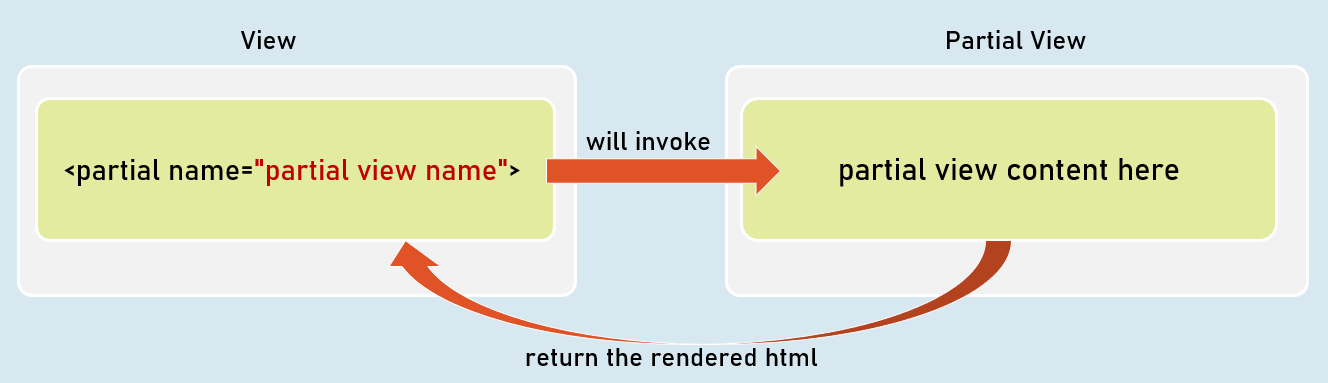 View
Partial View
<partial name="partial view name">
will invoke
partial view content here
return the rendered html